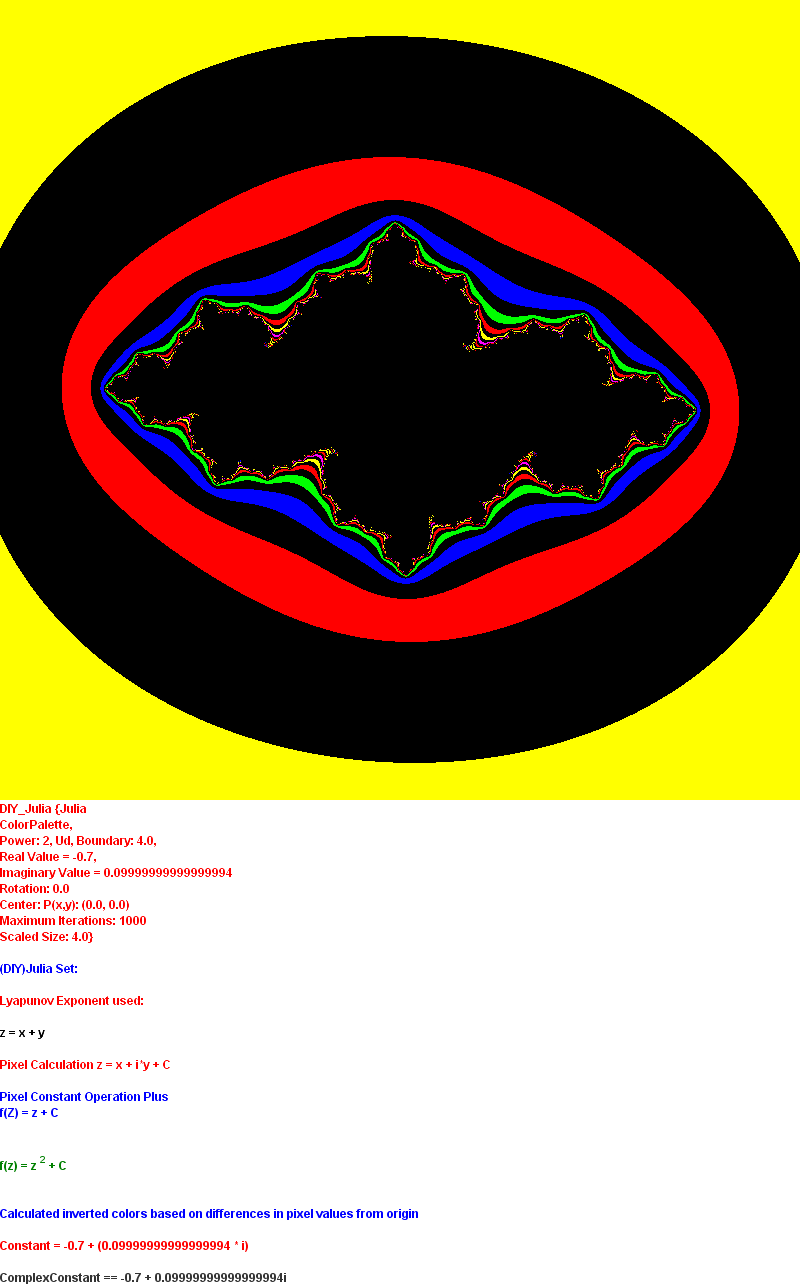 DIY_Julia {Julia
ColorPalette,
Power: 2, Ud, Boundary: 4.0,
Real Value = -0.7,
Imaginary Value = 0.09999999999999994
Rotation: 0.0
Center: P(x,y): (0.0, 0.0)
Maximum Iterations: 1000
Scaled Size: 4.0}
(DIY)Julia Set:
Lyapunov Exponent used:
z = x + y
Pixel Calculation z = x + i*y + C
Pixel Constant Operation Plus
f(Z) = z + C
f(z) = z ² + C
Calculated inverted colors based on differences in pixel values from origin
Constant = -0.7 + (0.09999999999999994 * i)
ComplexConstant == -0.7 + 0.09999999999999994i